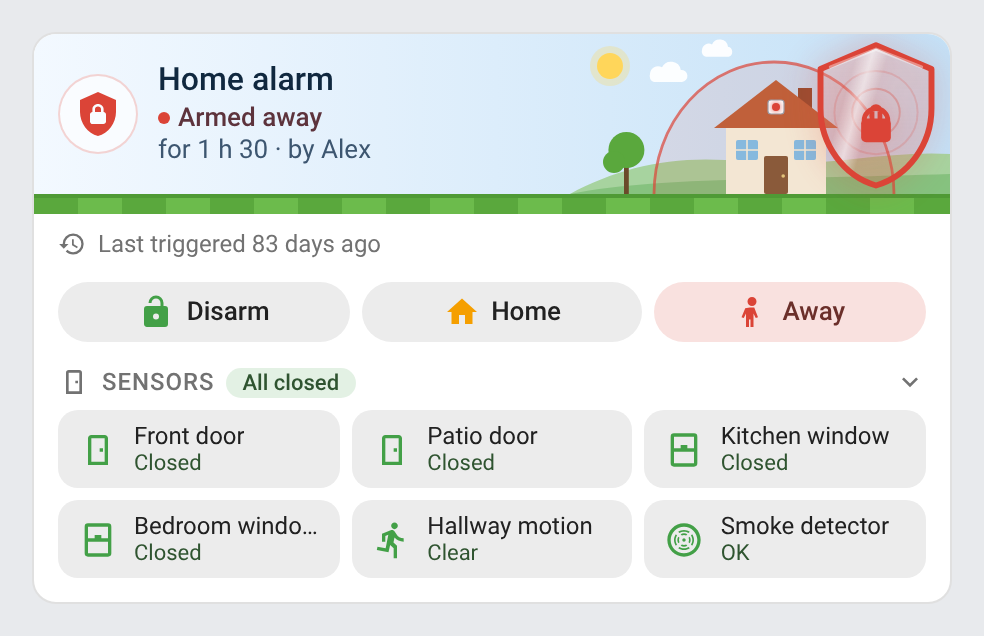 Home alarm
Armed away
for 1 h 30 · by Alex
Last triggered 83 days ago
Disarm
Home
Away
SENSORS
All closed
Front door
Closed
Patio door
Closed
Kitchen window
Closed
Bedroom windo...
Closed
Hallway motion
Clear
Smoke detector
OK